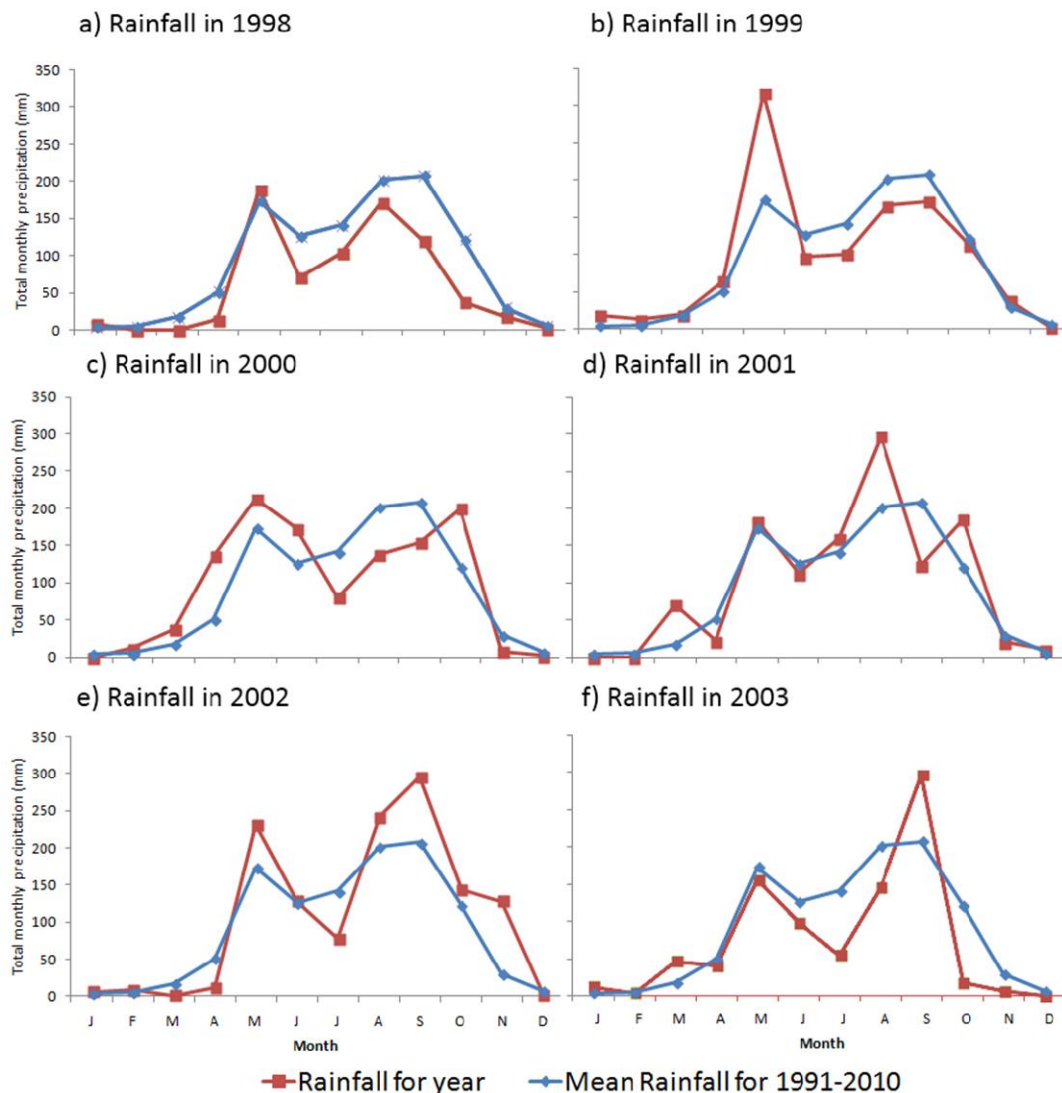 a) Rainfall in 1998
b) Rainfall in 1999
Total monthly precipitation (mm)
350
300
250
200
150
100
50
0
c) Rainfall in 2000
d) Rainfall in 2001
Total monthly precipitation (mm)
350
300
250
200
150
100
50
0
e) Rainfall in 2002
f) Rainfall in 2003
Total monthly precipitation (mm)
350
300
250
200
150
100
50
0
J F M A M J J A S O N D
J F M A M J J A S O N D
Month
Month
Rainfall for year
Mean Rainfall for 1991-2010